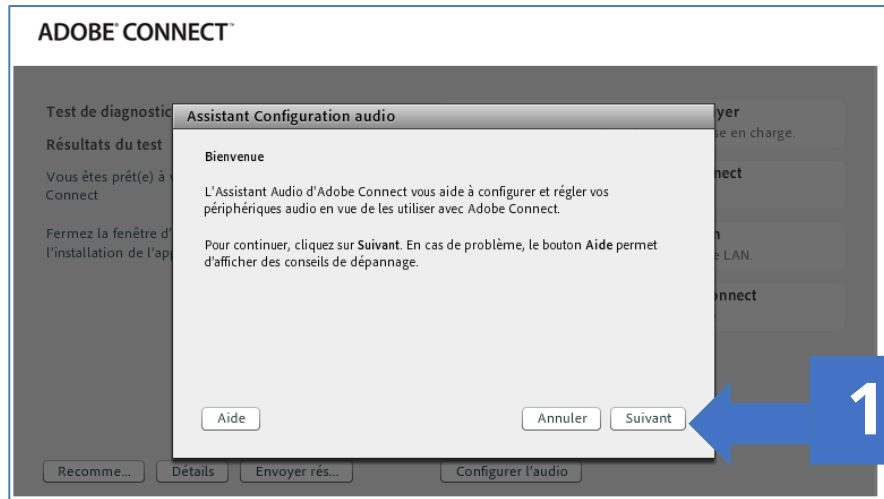 ADOBE® CONNECT™
Test de diagnostic
Résultats du test
Vous êtes prêt(e) à
Connect
Fermez la fenêtre d'
l'installation de l'app
Assistant Configuration audio
Bienvenue
L'Assistant Audio d'Adobe Connect vous aide à configurer et régler vos
périphériques audio en vue de les utiliser avec Adobe Connect.
Pour continuer, cliquez sur Suivant. En cas de problème, le bouton Aide permet
d'afficher des conseils de dépannage.
Aide
Annuler
Suivant
yer
se en charge.
nect
n
e LAN.
onnect
1
Recomme...
Détails
Envoyer rés...
Configurer l'audio